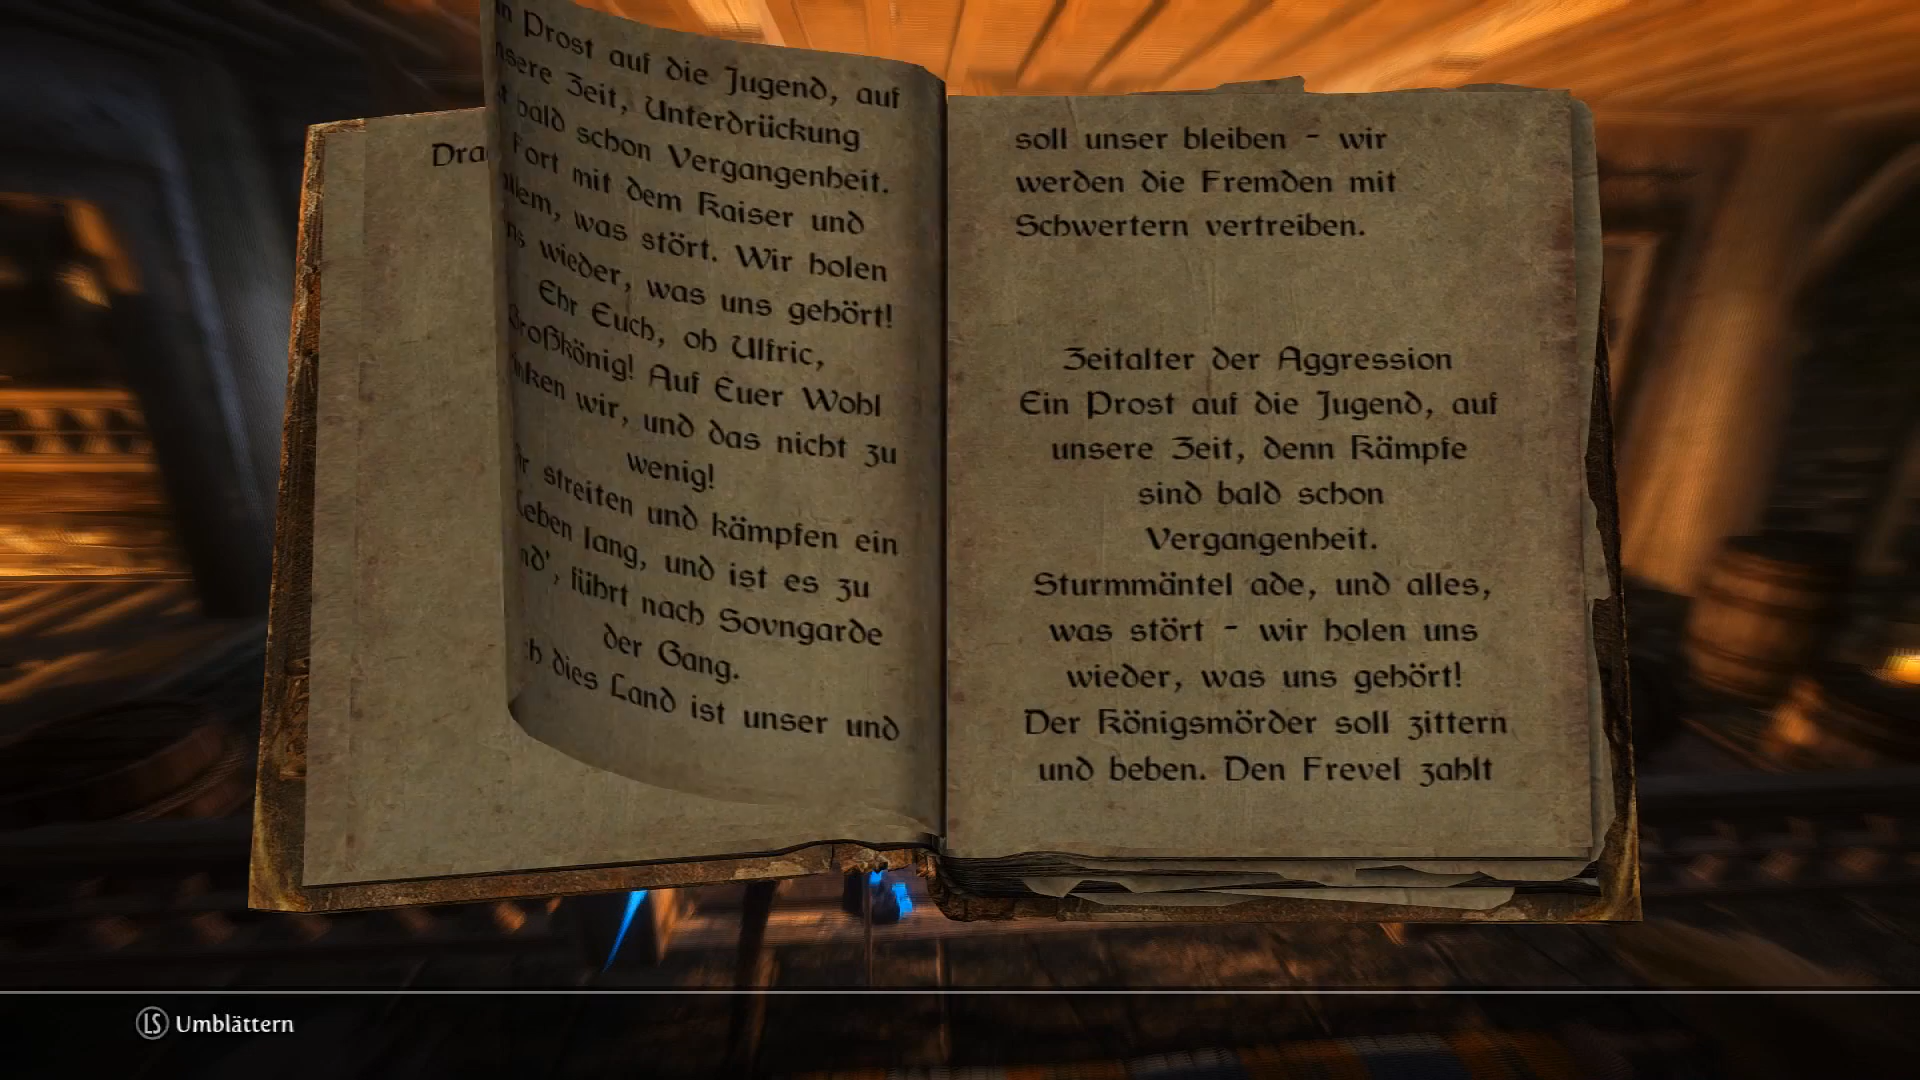 Prost auf die Jugend, auf
Zeit, Unterdrückung
bald schon Vergangenheit.
Fort mit dem Kaiser und
was stört. Wir holen
wieder, was uns gehört!
Ehr Euch, oh Ulfric,
Großkönig! Auf Euer Wohl
wir, und das nicht zu
wenig!
streiten und kämpfen ein
Leben lang, und ist es zu
führt nach Sovngarde
der Gang.
dies Land ist unser und
soll unser bleiben - wir
werden die Fremden mit
Schwertern vertreiben.
Zeitalter der Aggression
Ein Prost auf die Jugend, auf
unsere Zeit, denn Kämpfe
sind bald schon
Vergangenheit.
Sturmmäntel ade, und alles,
was stört - wir holen uns
wieder, was uns gehört!
Der Königsmörder soll zittern
und beben. Den Frevel zahlt
LS Umblättern